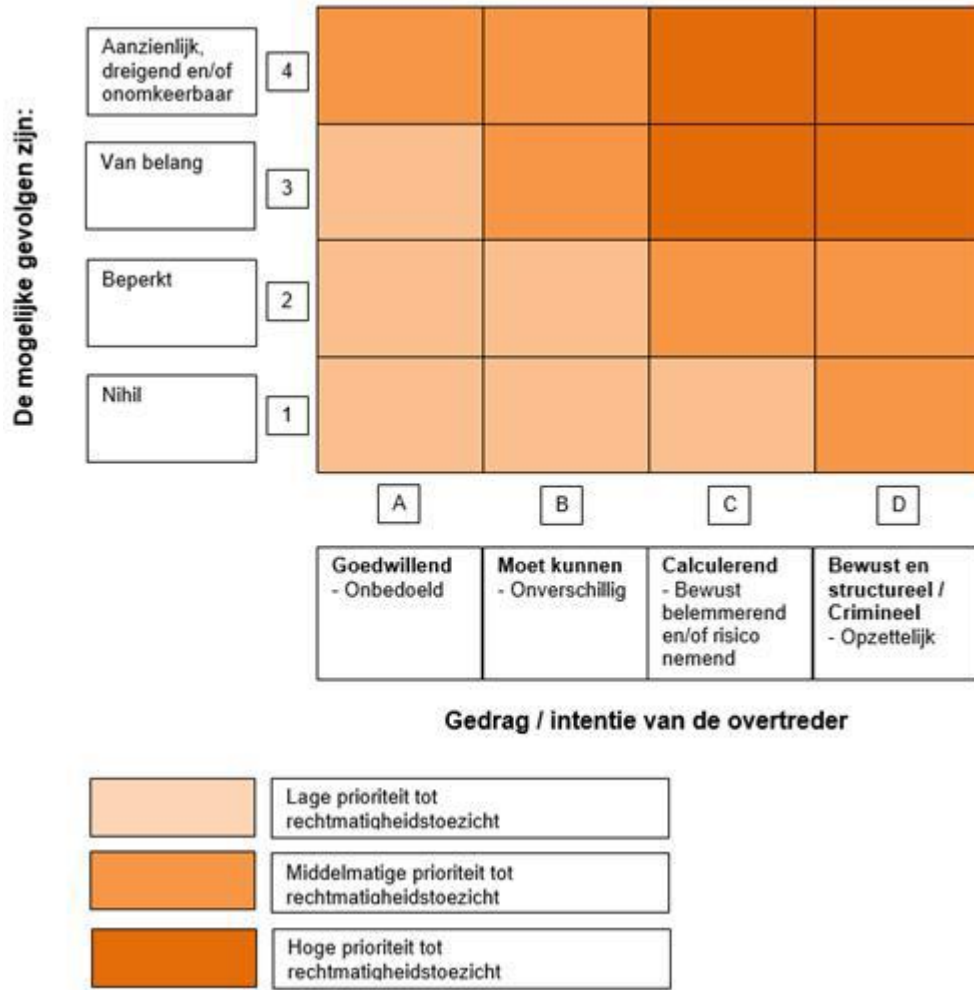 De mogelijke gevolgen zijn:
Aanzienlijk,
dreigend en/of
onomkeerbaar
4
Van belang
3
Beperkt
2
Nihil
1
A
B
C
D
Goedwillend
- Onbedoeld
Moet kunnen
- Onverschillig
Calculerend
- Bewust
belemmerend
en/of risico
nemend
Bewust en
structureel /
Crimineel
- Opzettelijk
Gedrag / intentie van de overtreder
Lage prioriteit tot
rechtmatigheidstoezicht
Middelmatige prioriteit tot
rechtmatigheidstoezicht
Hoge prioriteit tot
rechtmatigheidstoezicht